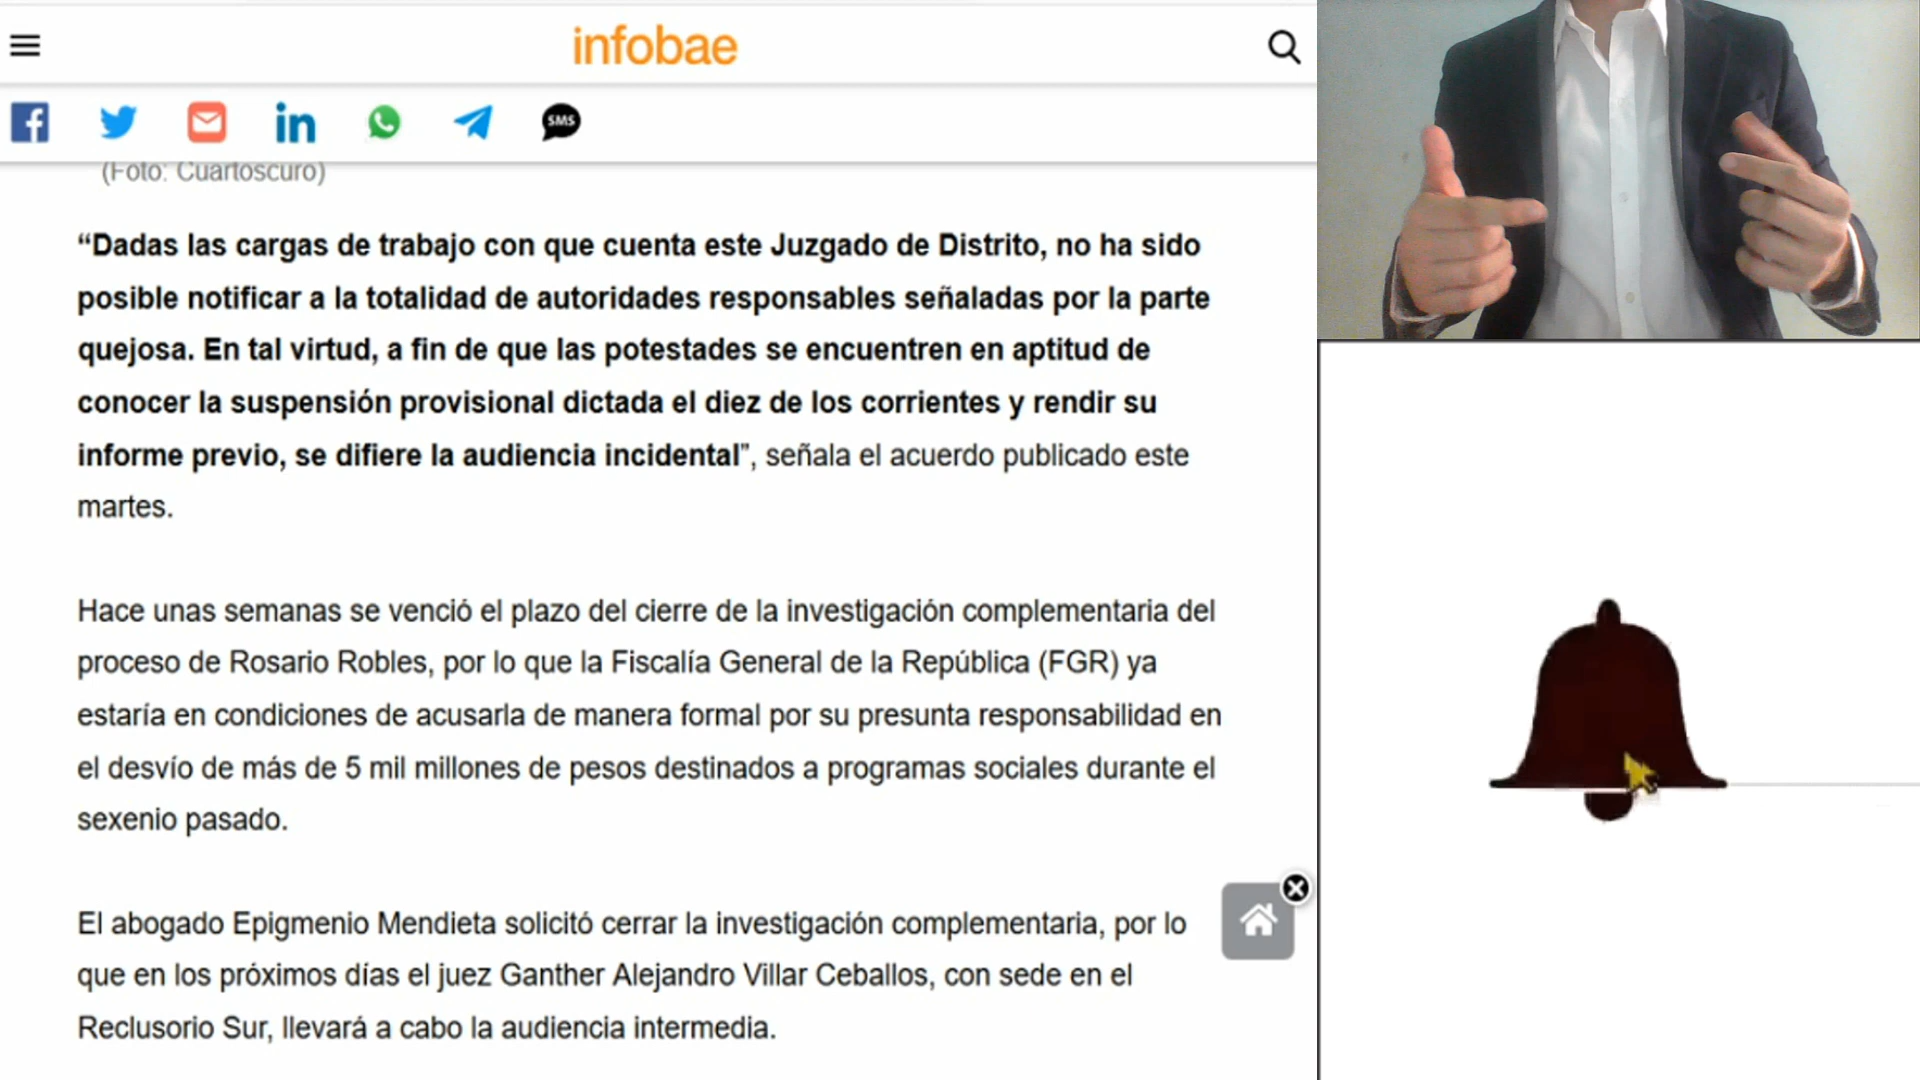 infobae
SMS
(Foto: Cuartoscuro)
“Dadas las cargas de trabajo con que cuenta este Juzgado de Distrito, no ha sido
posible notificar a la totalidad de autoridades responsables señaladas por la parte
quejosa. En tal virtud, a fin de que las potestades se encuentren en aptitud de
conocer la suspensión provisional dictada el diez de los corrientes y rendir su
informe previo, se difiere la audiencia incidental”, señala el acuerdo publicado este
martes.
Hace unas semanas se venció el plazo del cierre de la investigación complementaria del
proceso de Rosario Robles, por lo que la Fiscalía General de la República (FGR) ya
estaría en condiciones de acusarla de manera formal por su presunta responsabilidad en
el desvío de más de 5 mil millones de pesos destinados a programas sociales durante el
sexenio pasado.
El abogado Epigmenio Mendieta solicitó cerrar la investigación complementaria, por lo
que en los próximos días el juez Ganther Alejandro Villar Ceballos, con sede en el
Reclusorio Sur, llevará a cabo la audiencia intermedia.